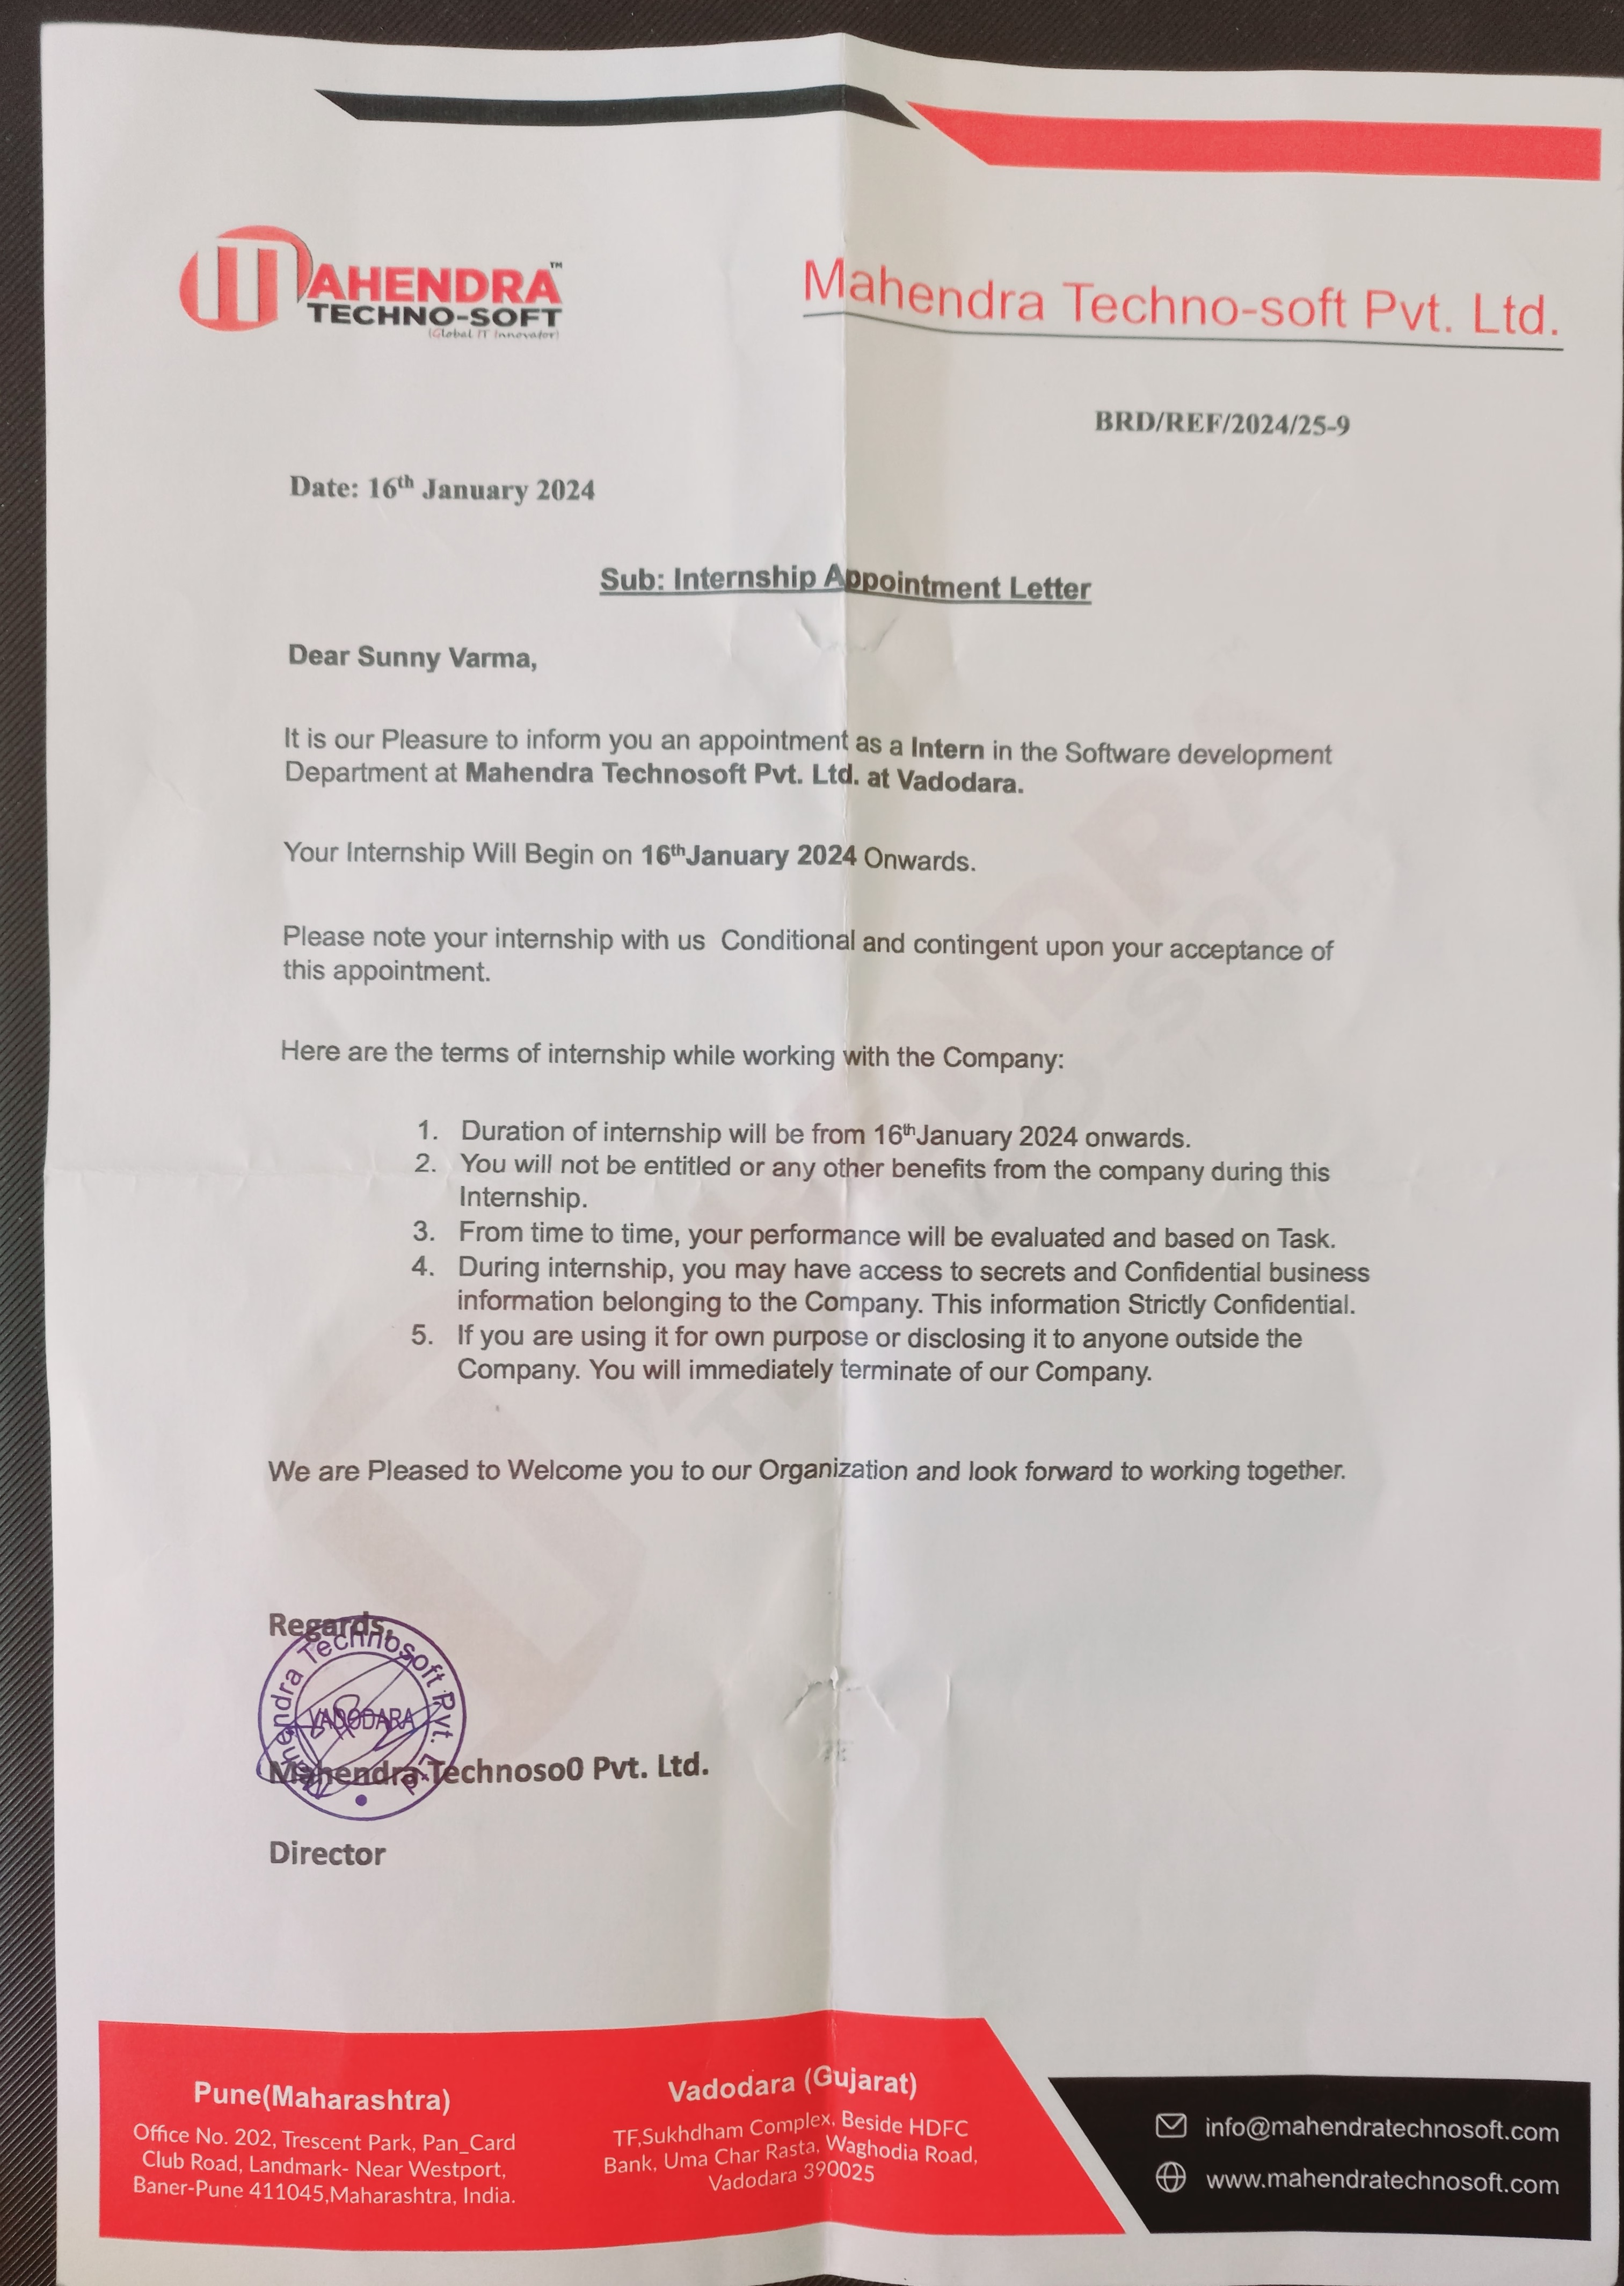 MAHENDRA™
TECHNO-SOFT
(Global IT Innovator)
Mahendra Techno-soft Pvt. Ltd.
BRD/REF/2024/25-9
Date: 16th January 2024
Sub: Internship Appointment Letter
Dear Sunny Varma,
It is our Pleasure to inform you an appointment as a Intern in the Software development
Department at Mahendra Technosoft Pvt. Ltd. at Vadodara.
Your Internship Will Begin on 16thJanuary 2024 Onwards.
Please note your internship with us Conditional and contingent upon your acceptance of
this appointment.
Here are the terms of internship while working with the Company:
1. Duration of internship will be from 16thJanuary 2024 onwards.
2. You will not be entitled or any other benefits from the company during this
Internship.
3. From time to time, your performance will be evaluated and based on Task.
4. During internship, you may have access to secrets and Confidential business
information belonging to the Company. This information Strictly Confidential.
5. If you are using it for own purpose or disclosing it to anyone outside the
Company. You will immediately terminate of our Company.
We are Pleased to Welcome you to our Organization and look forward to working together.
Regards,
Mahendra Technosoft Pvt. Ltd.
VADODARA
Mahendra Technoso0 Pvt. Ltd.
Director
Pune(Maharashtra)
Office No. 202, Trescent Park, Pan_Card
Club Road, Landmark- Near Westport,
Baner-Pune 411045,Maharashtra, India.
Vadodara (Gujarat)
TF,Sukhdham Complex, Beside HDFC
Bank, Uma Char Rasta, Waghodia Road,
Vadodara 390025
info@mahendratechnosoft.com
www.mahendratechnosoft.com